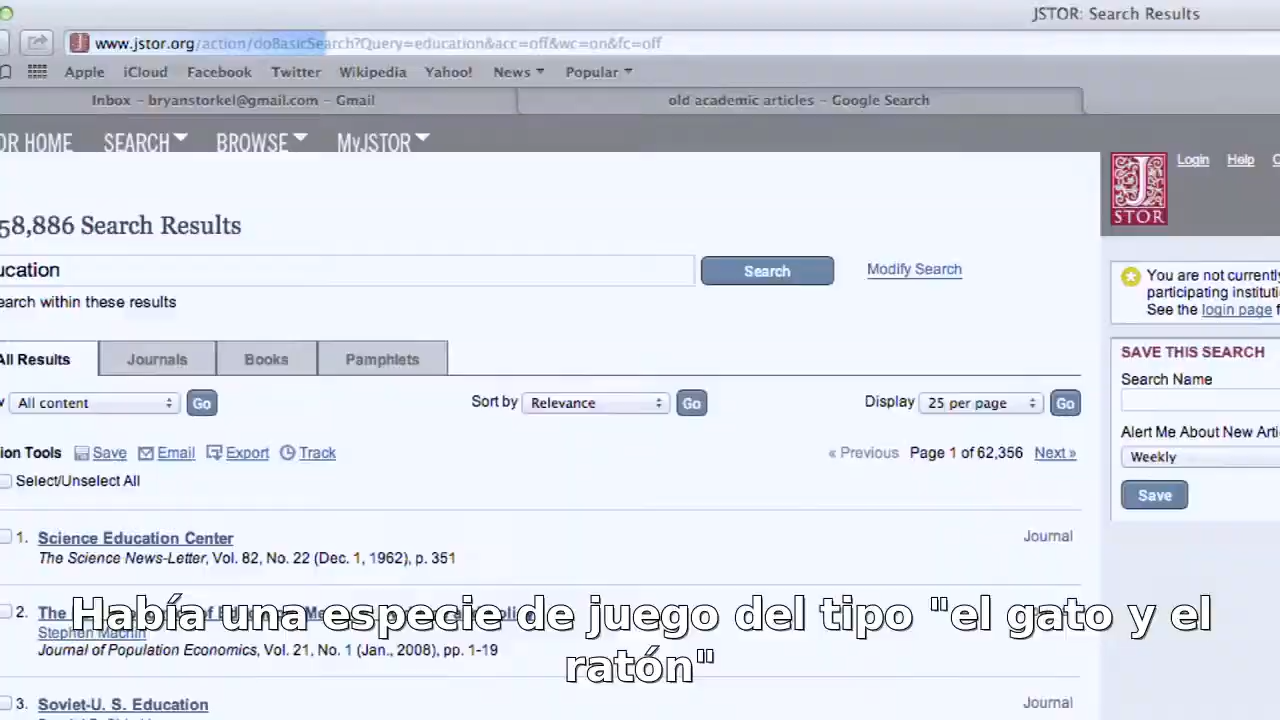 JSTOR: Search Results
www.jstor.org/action/doBasicSearch?Query=education&acc=off&wc=on&fc=off
Apple iCloud Facebook Twitter Wikipedia Yahoo! News Popular
Inbox – bryanstorkel@gmail.com – Gmail old academic articles – Google Search
OR HOME SEARCH BROWSE MyJSTOR
JSTOR
Login Help
58,886 Search Results
ucation Search Modify Search
earch within these results
You are not currently
participating instituti
See the login page f
All Results Journals Books Pamphlets
SAVE THIS SEARCH
Search Name
All content Go Sort by Relevance Go Display 25 per page Go
Alert Me About New Arti
Weekly
ion Tools Save Email Export Track « Previous Page 1 of 62,356 Next »
Select/Unselect All
Save
1. Science Education Center Journal
The Science News-Letter, Vol. 82, No. 22 (Dec. 1, 1962), p. 351
2. The
Stephen Machin
Journal of Population Economics, Vol. 21, No. 1 (Jan., 2008), pp. 1-19
Había una especie de juego del tipo "el gato y el
ratón"
3. Soviet-U. S. Education Journal